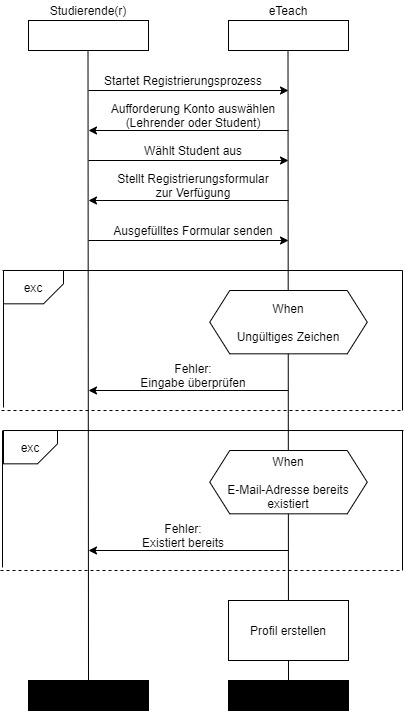 Studierende(r)
eTeach
Startet Registrierungsprozess
Aufforderung Konto auswählen
(Lehrender oder Student)
Wählt Student aus
Stellt Registrierungsformular
zur Verfügung
Ausgefülltes Formular senden
exc
When
Ungültiges Zeichen
Fehler:
Eingabe überprüfen
exc
When
E-Mail-Adresse bereits
existiert
Fehler:
Existiert bereits
Profil erstellen